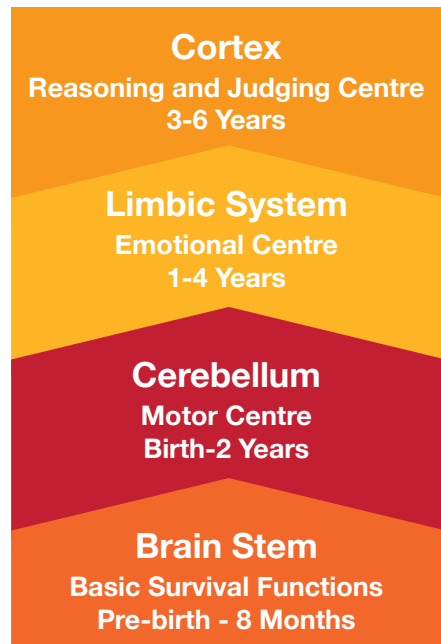 Cortex
Reasoning and Judging Centre
3-6 Years
Limbic System
Emotional Centre
1-4 Years
Cerebellum
Motor Centre
Birth-2 Years
Brain Stem
Basic Survival Functions
Pre-birth - 8 Months